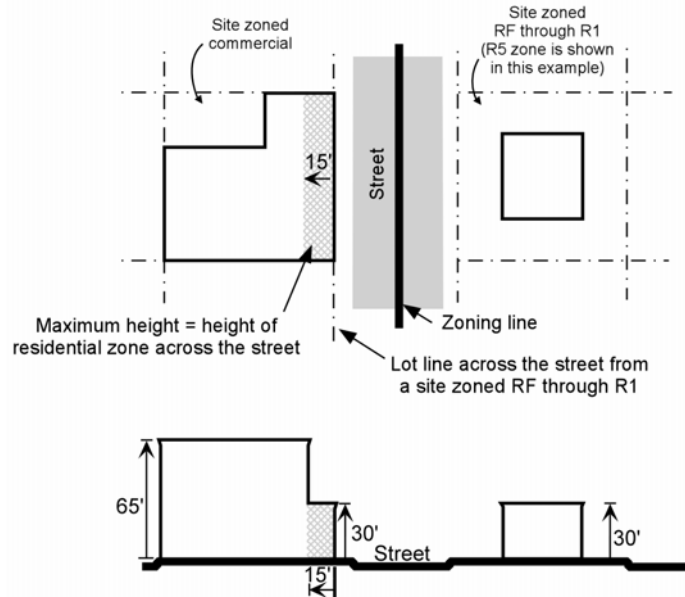 Site zoned
commercial
Site zoned
RF through R1
(R5 zone is shown
in this example)
15'
Street
Maximum height = height of
residential zone across the street
Zoning line
Lot line across the street from
a site zoned RF through R1
65'
30'
Street
30'
15'